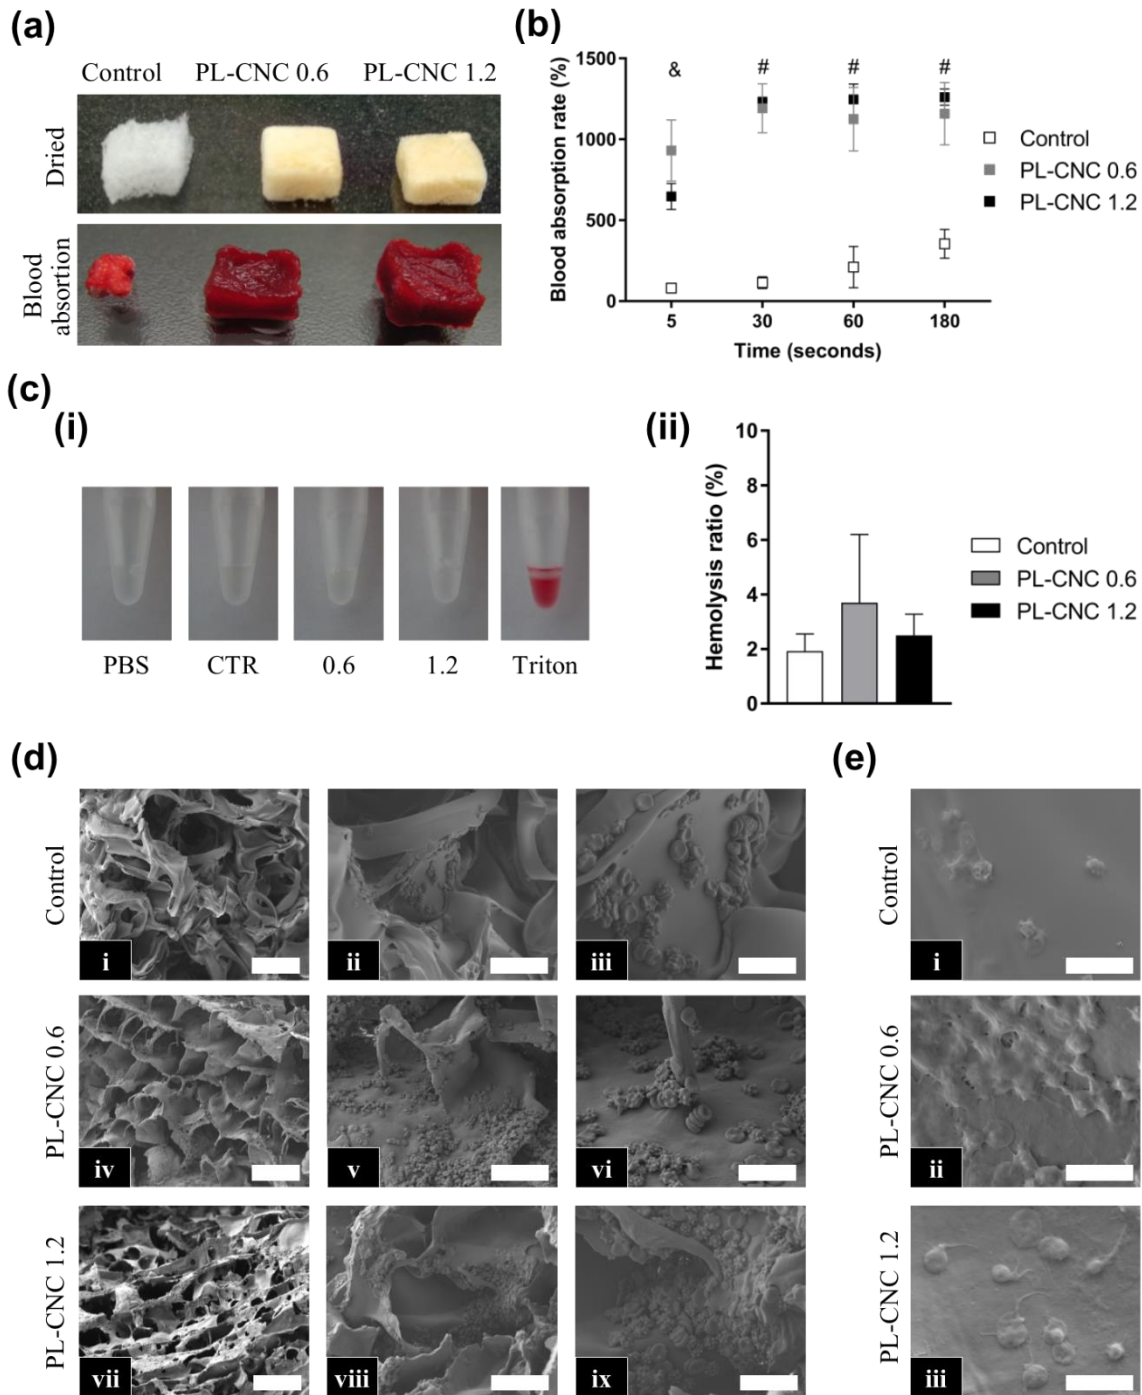 (a)
Control PL-CNC 0.6 PL-CNC 1.2
Dried
Blood
absortion
(b)
Blood absorption rate (%)
1500
1000
500
0
& # # #
5 30 60 180
Time (seconds)
Control
PL-CNC 0.6
PL-CNC 1.2
(c)
(i)
PBS CTR 0.6 1.2 Triton
(ii)
Hemolysis ratio (%)
10
8
6
4
2
0
Control
PL-CNC 0.6
PL-CNC 1.2
(d)
Control
i ii iii
PL-CNC 0.6
iv v vi
PL-CNC 1.2
vii viii ix
(e)
Control
i
PL-CNC 0.6
ii
PL-CNC 1.2
iii